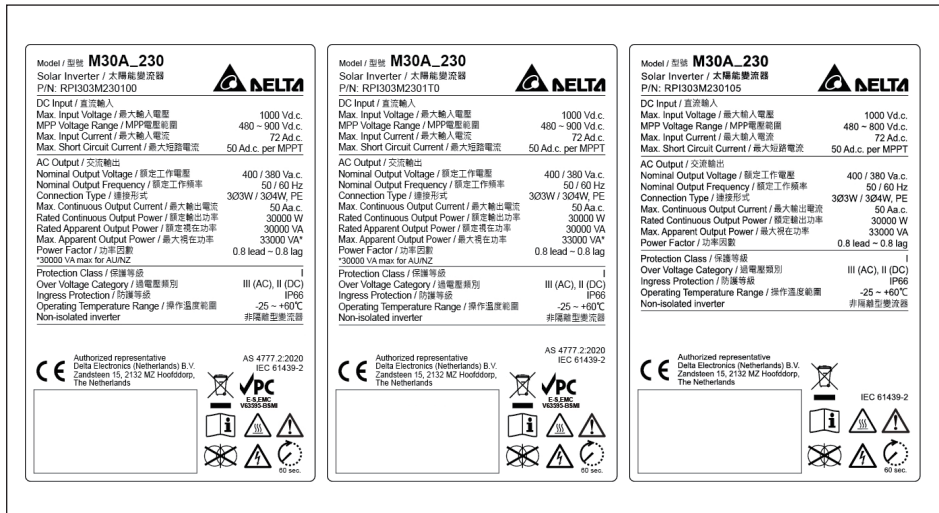 Model / 型號 M30A_230
Solar Inverter / 太陽能變流器
P/N: RPI303M230100
DELTA
DC Input / 直流輸入
Max. Input Voltage / 最大輸入電壓 1000 Vd.c.
MPP Voltage Range / MPP電壓範圍 480 ~ 900 Vd.c.
Max. Input Current / 最大輸入電流 72 Ad.c.
Max. Short Circuit Current / 最大短路電流 50 Ad.c. per MPPT
AC Output / 交流輸出
Nominal Output Voltage / 額定工作電壓 400 / 380 Va.c.
Nominal Output Frequency / 額定工作頻率 50 / 60 Hz
Connection Type / 連接形式 3Ø3W / 3Ø4W, PE
Max. Continuous Output Current / 最大輸出電流 50 Aa.c.
Rated Continuous Output Power / 額定輸出功率 30000 W
Rated Apparent Output Power / 額定視在功率 30000 VA
Max. Apparent Output Power / 最大視在功率 33000 VA*
Power Factor / 功率因數 0.8 lead ~ 0.8 lag
*30000 VA max for AU/NZ
Protection Class / 保護等級 I
Over Voltage Category / 過電壓類別 III (AC), II (DC)
Ingress Protection / 防護等級 IP66
Operating Temperature Range / 操作溫度範圍 -25 ~ +60℃
Non-isolated inverter 非隔離型變流器
AS 4777.2:2020
IEC 61439-2
CE
Authorized representative
Delta Electronics (Netherlands) B.V.
Zandsteen 15, 2132 MZ Hoofddorp,
The Netherlands
VPC
E-S,EMC
V63595-BSMI
60 sec.
Model / 型號 M30A_230
Solar Inverter / 太陽能變流器
P/N: RPI303M2301T0
DELTA
DC Input / 直流輸入
Max. Input Voltage / 最大輸入電壓 1000 Vd.c.
MPP Voltage Range / MPP電壓範圍 480 ~ 900 Vd.c.
Max. Input Current / 最大輸入電流 72 Ad.c.
Max. Short Circuit Current / 最大短路電流 50 Ad.c. per MPPT
AC Output / 交流輸出
Nominal Output Voltage / 額定工作電壓 400 / 380 Va.c.
Nominal Output Frequency / 額定工作頻率 50 / 60 Hz
Connection Type / 連接形式 3Ø3W / 3Ø4W, PE
Max. Continuous Output Current / 最大輸出電流 50 Aa.c.
Rated Continuous Output Power / 額定輸出功率 30000 W
Rated Apparent Output Power / 額定視在功率 30000 VA
Max. Apparent Output Power / 最大視在功率 33000 VA*
Power Factor / 功率因數 0.8 lead ~ 0.8 lag
*30000 VA max for AU/NZ
Protection Class / 保護等級 I
Over Voltage Category / 過電壓類別 III (AC), II (DC)
Ingress Protection / 防護等級 IP66
Operating Temperature Range / 操作溫度範圍 -25 ~ +60℃
Non-isolated inverter 非隔離型變流器
AS 4777.2:2020
IEC 61439-2
CE
Authorized representative
Delta Electronics (Netherlands) B.V.
Zandsteen 15, 2132 MZ Hoofddorp,
The Netherlands
VPC
E-S,EMC
V63595-BSMI
60 sec.
Model / 型號 M30A_230
Solar Inverter / 太陽能變流器
P/N: RPI303M230105
DELTA
DC Input / 直流輸入
Max. Input Voltage / 最大輸入電壓 1000 Vd.c.
MPP Voltage Range / MPP電壓範圍 480 ~ 800 Vd.c.
Max. Input Current / 最大輸入電流 72 Ad.c.
Max. Short Circuit Current / 最大短路電流 50 Ad.c. per MPPT
AC Output / 交流輸出
Nominal Output Voltage / 額定工作電壓 400 / 380 Va.c.
Nominal Output Frequency / 額定工作頻率 50 / 60 Hz
Connection Type / 連接形式 3Ø3W / 3Ø4W, PE
Max. Continuous Output Current / 最大輸出電流 50 Aa.c.
Rated Continuous Output Power / 額定輸出功率 30000 W
Rated Apparent Output Power / 額定視在功率 30000 VA
Max. Apparent Output Power / 最大視在功率 33000 VA
Power Factor / 功率因數 0.8 lead ~ 0.8 lag
Protection Class / 保護等級 I
Over Voltage Category / 過電壓類別 III (AC), II (DC)
Ingress Protection / 防護等級 IP66
Operating Temperature Range / 操作溫度範圍 -25 ~ +60℃
Non-isolated inverter 非隔離型變流器
CE
Authorized representative
Delta Electronics (Netherlands) B.V.
Zandsteen 15, 2132 MZ Hoofddorp,
The Netherlands
IEC 61439-2
60 sec.